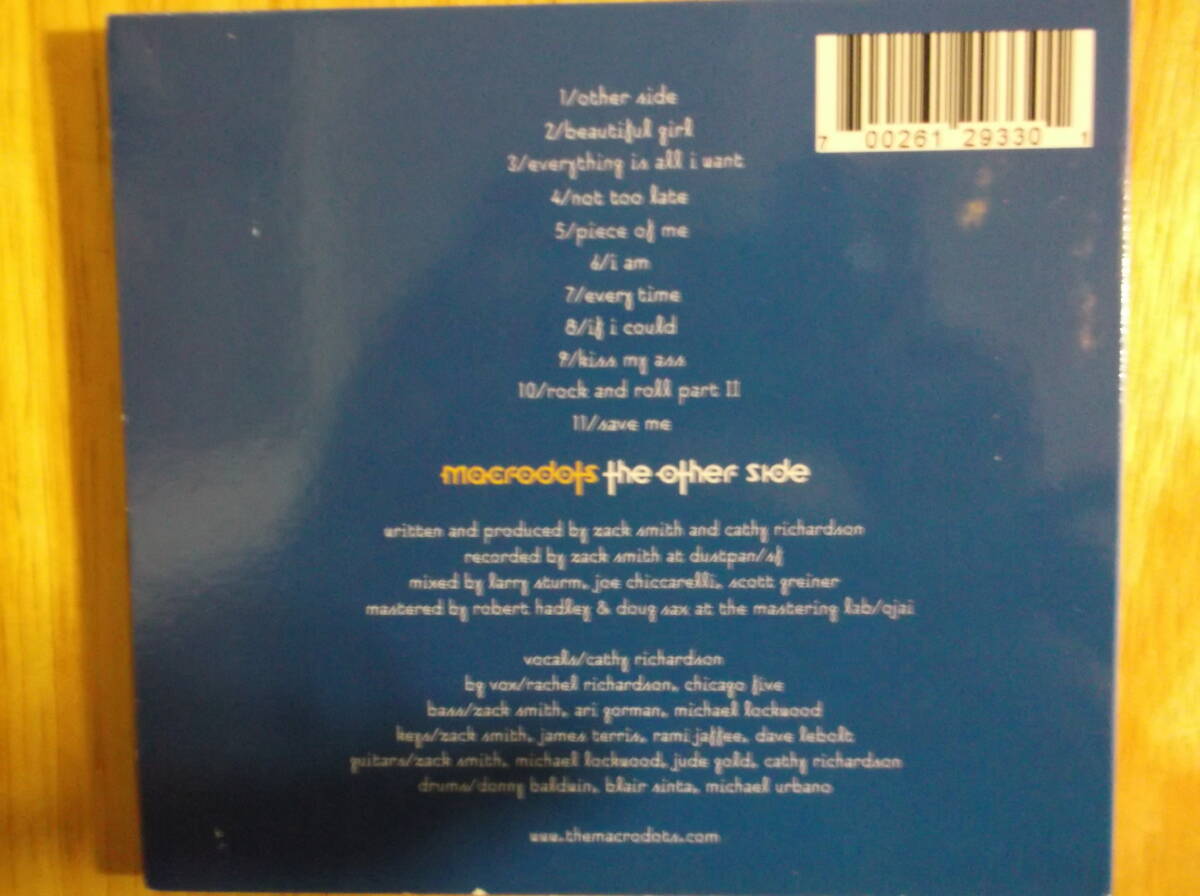 1/other side
2/beautiful girl
3/everything is all i want
4/not too late
5/piece of me
6/i am
7/every time
8/if i could
9/kiss my ass
10/rock and roll part II
11/save me
7 00261 29330 1
macrodots the other side
written and produced by zack smith and cathy richardson
recorded by zack smith at dustpan/sf
mixed by larry sturm, joe chiccarelli, scott greiner
mastered by robert hadley & doug sax at the mastering lab/ojai
vocals/cathy richardson
bg vox/rachel richardson, chicago five
bass/zack smith, ari gorman, michael lockwood
keys/zack smith, james terris, rami jaffee, dave lebolt
guitars/zack smith, michael lockwood, jude gold, cathy richardson
drums/donny baldwin, blair sinta, michael urbano
www.themacrodots.com